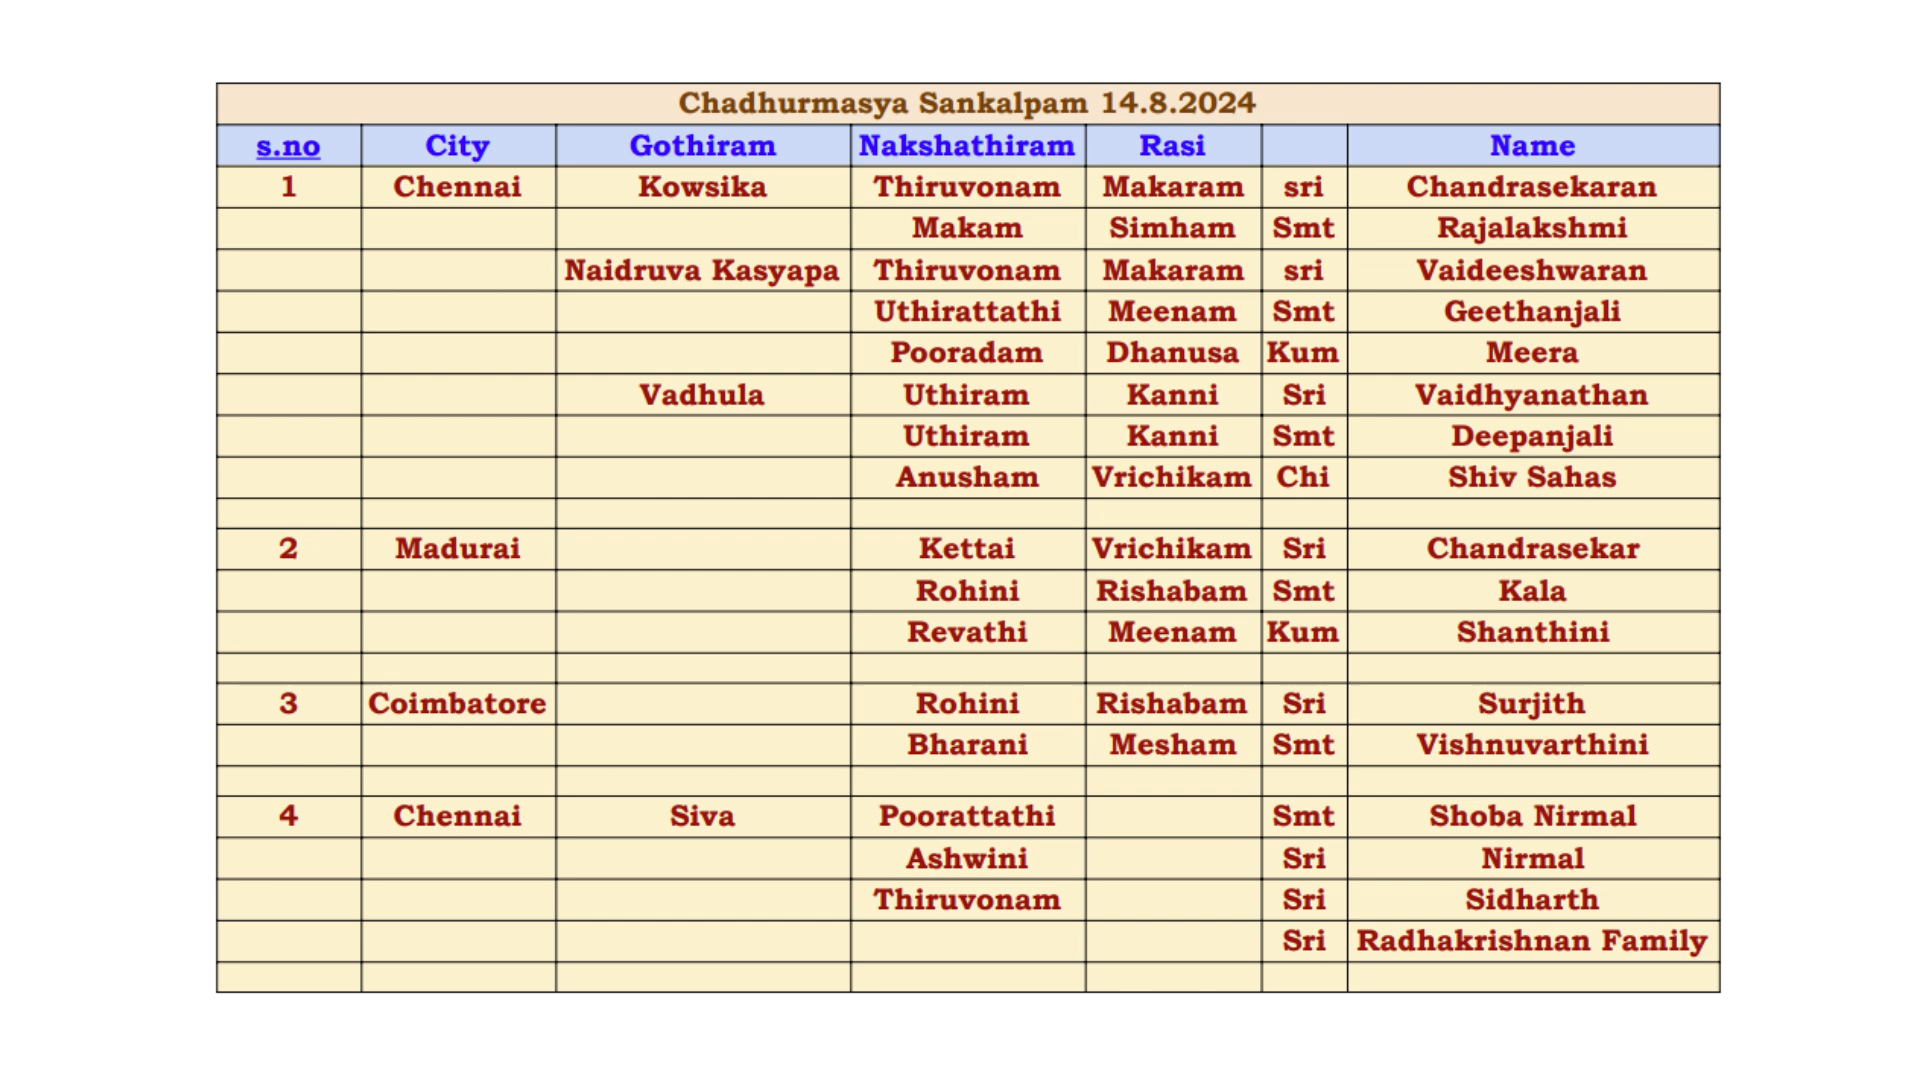 Chadhurmasya Sankalpam 14.8.2024
s.no City Gothiram Nakshathiram Rasi Name
1 Chennai Kowsika Thiruvonam Makaram sri Chandrasekaran
Makam Simham Smt Rajalakshmi
Naidruva Kasyapa Thiruvonam Makaram sri Vaideeshwaran
Uthirattathi Meenam Smt Geethanjali
Pooradam Dhanusa Kum Meera
Vadhula Uthiram Kanni Sri Vaidhyanathan
Uthiram Kanni Smt Deepanjali
Anusham Vrichikam Chi Shiv Sahas
2 Madurai Kettai Vrichikam Sri Chandrasekar
Rohini Rishabam Smt Kala
Revathi Meenam Kum Shanthini
3 Coimbatore Rohini Rishabam Sri Surjith
Bharani Mesham Smt Vishnuvarthini
4 Chennai Siva Poorattathi Smt Shoba Nirmal
Ashwini Sri Nirmal
Thiruvonam Sri Sidharth
Sri Radhakrishnan Family